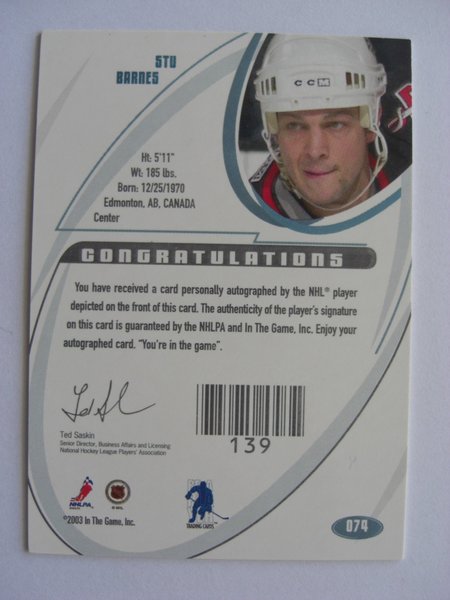 STU
BARNES
CCM
Ht: 5'11"
Wt: 185 lbs.
Born: 12/25/1970
Edmonton, AB, CANADA
Center
CONGRATULATIONS
You have received a card personally autographed by the NHL® player
depicted on the front of this card. The authenticity of the player's signature
on this card is guaranteed by the NHLPA and In The Game, Inc. Enjoy your
autographed card. "You're in the game".
Ted Saskin
Senior Director, Business Affairs and Licensing
National Hockey League Players' Association
139
NHLPA
©2003 In The Game, Inc.
TRADING CARDS
074